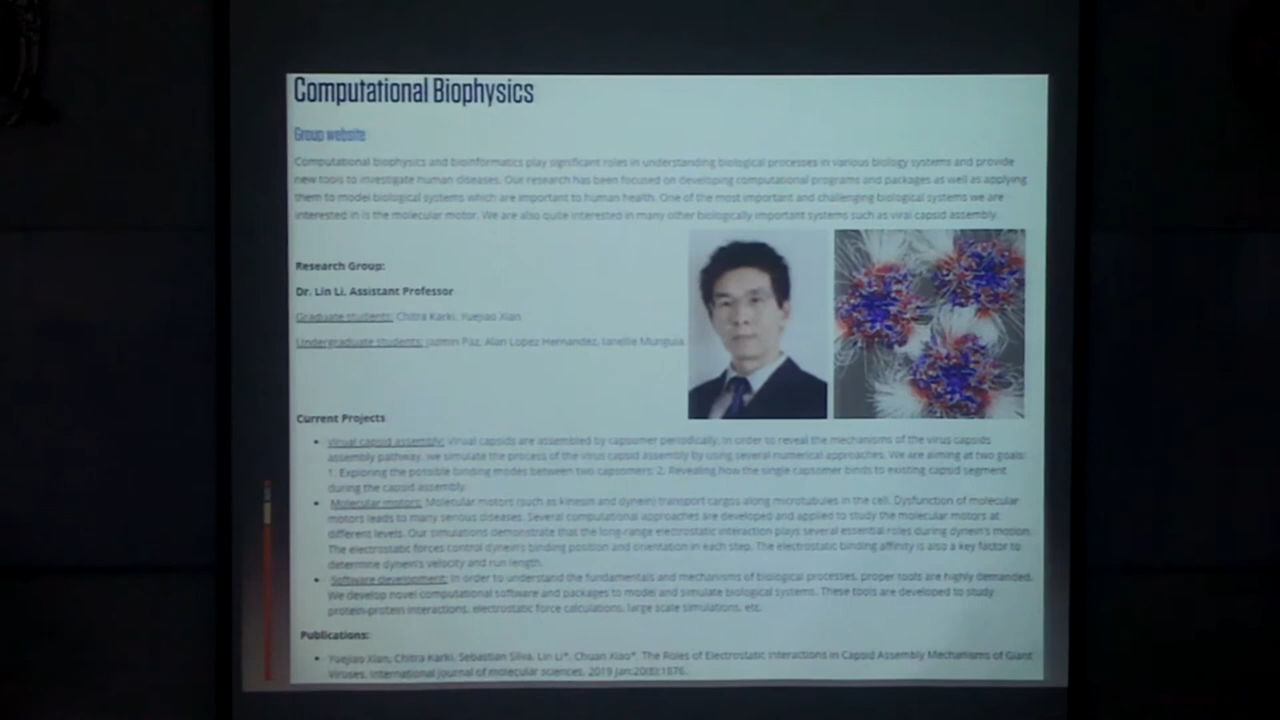 Computational Biophysics
Group website
Computational biophysics and bioinformatics play significant roles in understanding biological processes in various biology systems and provide
new tools to investigate human diseases. Our research has been focused on developing computational programs and packages as well as applying
them to model biological systems which are important to human health. One of the most important and challenging biological systems we are
interested in is the molecular motor. We are also quite interested in many other biologically important systems such as viral capsid assembly.
Research Group:
Dr. Lin Li, Assistant Professor
Graduate students: Chitra Karki, Yuejiao Xian
Undergraduate students: Jazmin Paz, Alan Lopez Hernandez, Ianellie Munguia.
Current Projects
Virual capsid assembly: Virual capsids are assembled by capsomer periodically. In order to reveal the mechanisms of the virus capsids
assembly pathway, we simulate the process of the virus capsid assembly by using several numerical approaches. We are aiming at two goals:
1. Exploring the possible binding modes between two capsomers; 2. Revealing how the single capsomer binds to existing capsid segment
during the capsid assembly.
Molecular motors: Molecular motors (such as kinesin and dynein) transport cargos along microtubules in the cell. Dysfunction of molecular
motors leads to many serious diseases. Several computational approaches are developed and applied to study the molecular motors at
different levels. Our simulations demonstrate that the long-range electrostatic interaction plays several essential roles during dynein's motion.
The electrostatic forces control dynein's binding position and orientation in each step. The electrostatic binding affinity is also a key factor to
determine dynein's velocity and run length.
Software development: In order to understand the fundamentals and mechanisms of biological processes, proper tools are highly demanded.
We develop novel computational software and packages to model and simulate biological systems. These tools are developed to study
protein-protein interactions, electrostatic force calculations, large scale simulations, etc.
Publications:
Yuejiao Xian, Chitra Karki, Sebastian Silva, Lin Li*, Chuan Xiao*. The Roles of Electrostatic Interactions in Capsid Assembly Mechanisms of Giant
Viruses, International journal of molecular sciences, 2019 Jan;20(8):1876.